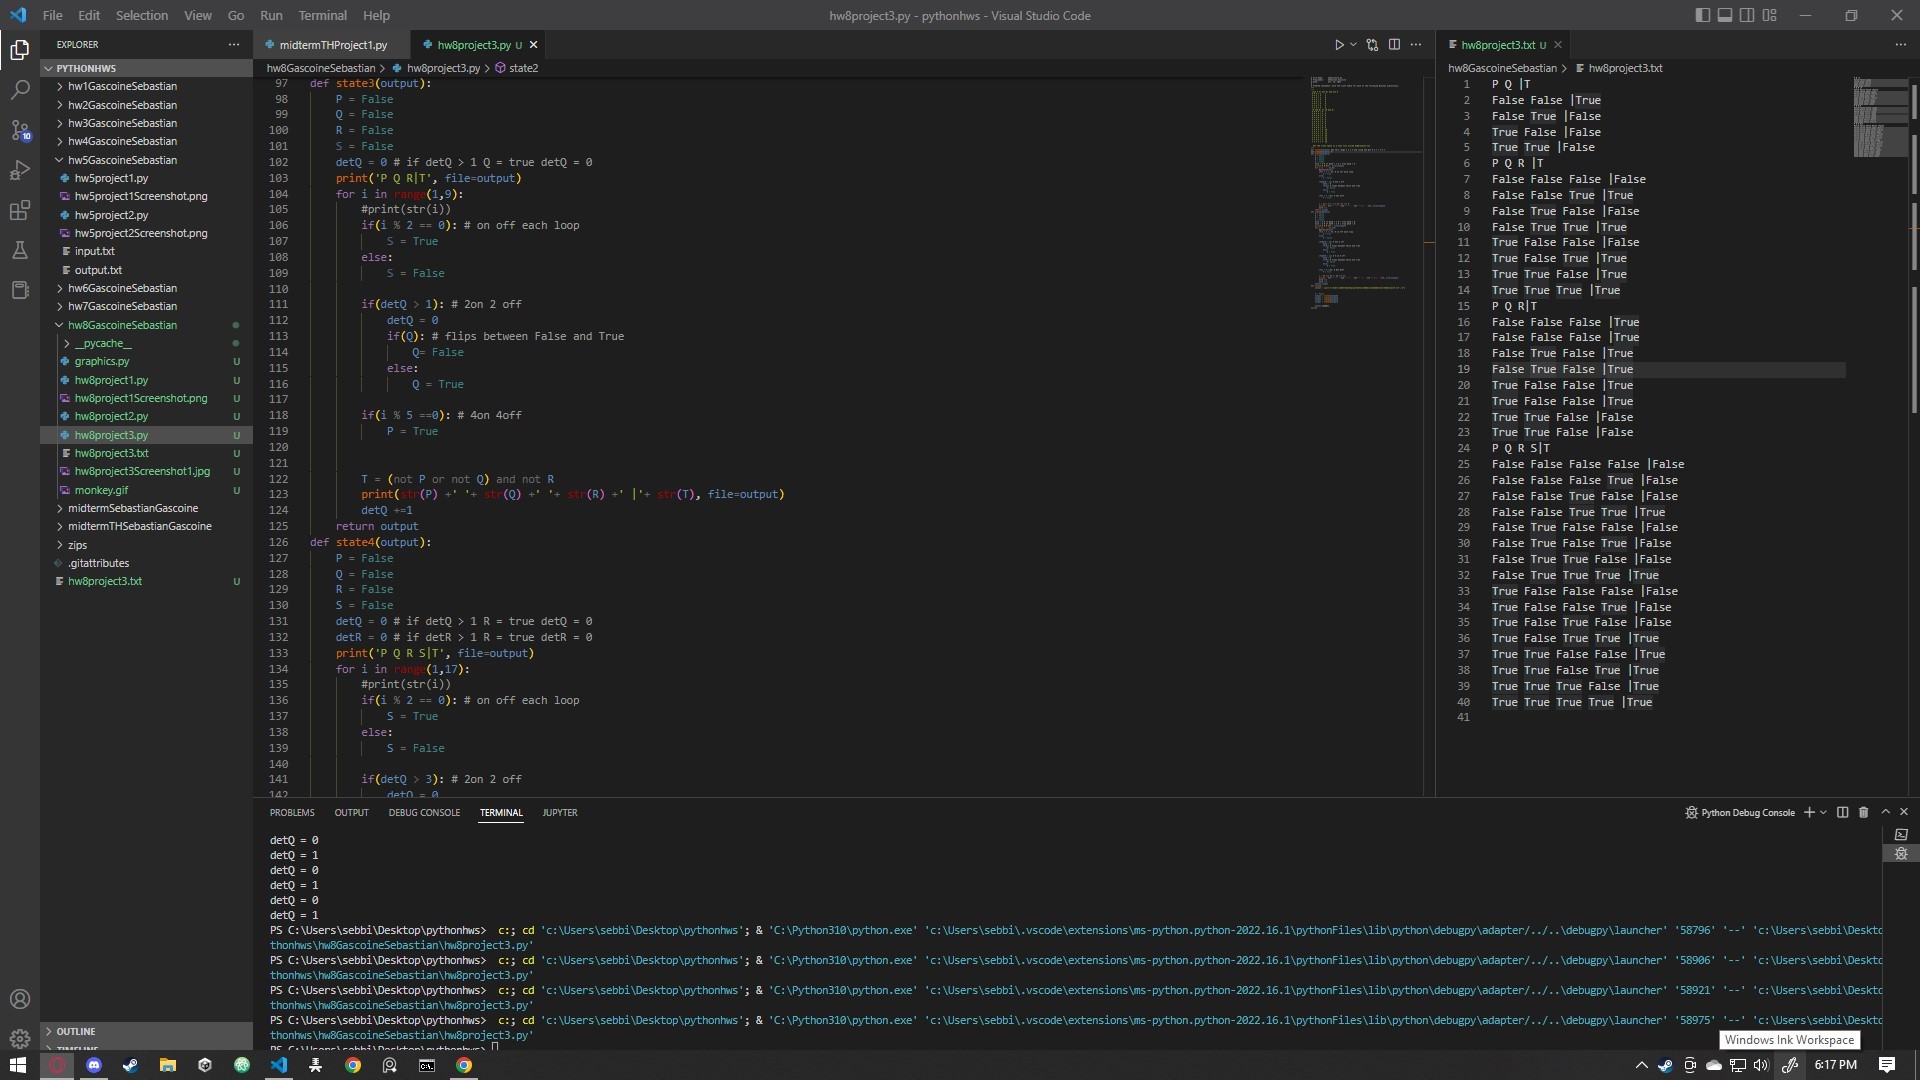 File Edit Selection View Go Run Terminal Help
hw8project3.py - pythonhws - Visual Studio Code
EXPLORER
PYTHONHWS
hw1GascoineSebastian
hw2GascoineSebastian
hw3GascoineSebastian
hw4GascoineSebastian
hw5GascoineSebastian
hw5project1.py
hw5project1Screenshot.png
hw5project2.py
hw5project2Screenshot.png
input.txt
output.txt
hw6GascoineSebastian
hw7GascoineSebastian
hw8GascoineSebastian
__pycache__
graphics.py U
hw8project1.py U
hw8project1Screenshot.png U
hw8project2.py U
hw8project3.py U
hw8project3.txt U
hw8project3Screenshot1.jpg U
monkey.gif U
midtermSebastianGascoine
midtermTHSebastianGascoine
zips
.gitattributes
hw8project3.txt U
OUTLINE
TIMELINE
10
midtermTHProject1.py
hw8project3.py U
hw8GascoineSebastian > hw8project3.py > state2
97 def state3(output):
98 P = False
99 Q = False
100 R = False
101 S = False
102 detQ = 0 # if detQ > 1 Q = true detQ = 0
103 print('P Q R|T', file=output)
104 for i in range(1,9):
105 #print(str(i))
106 if(i % 2 == 0): # on off each loop
107 S = True
108 else:
109 S = False
110
111 if(detQ > 1): # 2on 2 off
112 detQ = 0
113 if(Q): # flips between False and True
114 Q= False
115 else:
116 Q = True
117
118 if(i % 5 ==0): # 4on 4off
119 P = True
120
121
122 T = (not P or not Q) and not R
123 print(str(P) +' '+ str(Q) +' '+ str(R) +' |'+ str(T), file=output)
124 detQ +=1
125 return output
126 def state4(output):
127 P = False
128 Q = False
129 R = False
130 S = False
131 detQ = 0 # if detQ > 1 R = true detQ = 0
132 detR = 0 # if detR > 1 R = true detR = 0
133 print('P Q R S|T', file=output)
134 for i in range(1,17):
135 #print(str(i))
136 if(i % 2 == 0): # on off each loop
137 S = True
138 else:
139 S = False
140
141 if(detQ > 3): # 2on 2 off
142 detQ = 0
hw8project3.txt U
hw8GascoineSebastian > hw8project3.txt
1 P Q |T
2 False False |True
3 False True |False
4 True False |False
5 True True |False
6 P Q R |T
7 False False False |False
8 False False True |True
9 False True False |False
10 False True True |True
11 True False False |False
12 True False True |True
13 True True False |True
14 True True True |True
15 P Q R|T
16 False False False |True
17 False False False |True
18 False True False |True
19 False True False |True
20 True False False |True
21 True False False |True
22 True True False |False
23 True True False |False
24 P Q R S|T
25 False False False False |False
26 False False False True |False
27 False False True False |False
28 False False True True |True
29 False True False False |False
30 False True False True |False
31 False True True False |False
32 False True True True |True
33 True False False False |False
34 True False False True |False
35 True False True False |False
36 True False True True |True
37 True True False False |True
38 True True False True |True
39 True True True False |True
40 True True True True |True
41
PROBLEMS OUTPUT DEBUG CONSOLE TERMINAL JUPYTER
Python Debug Console
detQ = 0
detQ = 1
detQ = 0
detQ = 1
detQ = 0
detQ = 1
PS C:\Users\sebbi\Desktop\pythonhws> c:; cd 'c:\Users\sebbi\Desktop\pythonhws'; & 'C:\Python310\python.exe' 'c:\Users\sebbi\.vscode\extensions\ms-python.python-2022.16.1\pythonFiles\lib\python\debugpy\adapter/../..\debugpy\launcher' '58796' '--' 'c:\Users\sebbi\Deskto
thonhws\hw8GascoineSebastian\hw8project3.py'
PS C:\Users\sebbi\Desktop\pythonhws> c:; cd 'c:\Users\sebbi\Desktop\pythonhws'; & 'C:\Python310\python.exe' 'c:\Users\sebbi\.vscode\extensions\ms-python.python-2022.16.1\pythonFiles\lib\python\debugpy\adapter/../..\debugpy\launcher' '58906' '--' 'c:\Users\sebbi\Deskto
thonhws\hw8GascoineSebastian\hw8project3.py'
PS C:\Users\sebbi\Desktop\pythonhws> c:; cd 'c:\Users\sebbi\Desktop\pythonhws'; & 'C:\Python310\python.exe' 'c:\Users\sebbi\.vscode\extensions\ms-python.python-2022.16.1\pythonFiles\lib\python\debugpy\adapter/../..\debugpy\launcher' '58921' '--' 'c:\Users\sebbi\Deskto
thonhws\hw8GascoineSebastian\hw8project3.py'
PS C:\Users\sebbi\Desktop\pythonhws> c:; cd 'c:\Users\sebbi\Desktop\pythonhws'; & 'C:\Python310\python.exe' 'c:\Users\sebbi\.vscode\extensions\ms-python.python-2022.16.1\pythonFiles\lib\python\debugpy\adapter/../..\debugpy\launcher' '58975' '--' 'c:\Users\sebbi\Deskto
thonhws\hw8GascoineSebastian\hw8project3.py'
PS C:\Users\sebbi\Desktop\pythonhws>
Windows Ink Workspace
6:17 PM